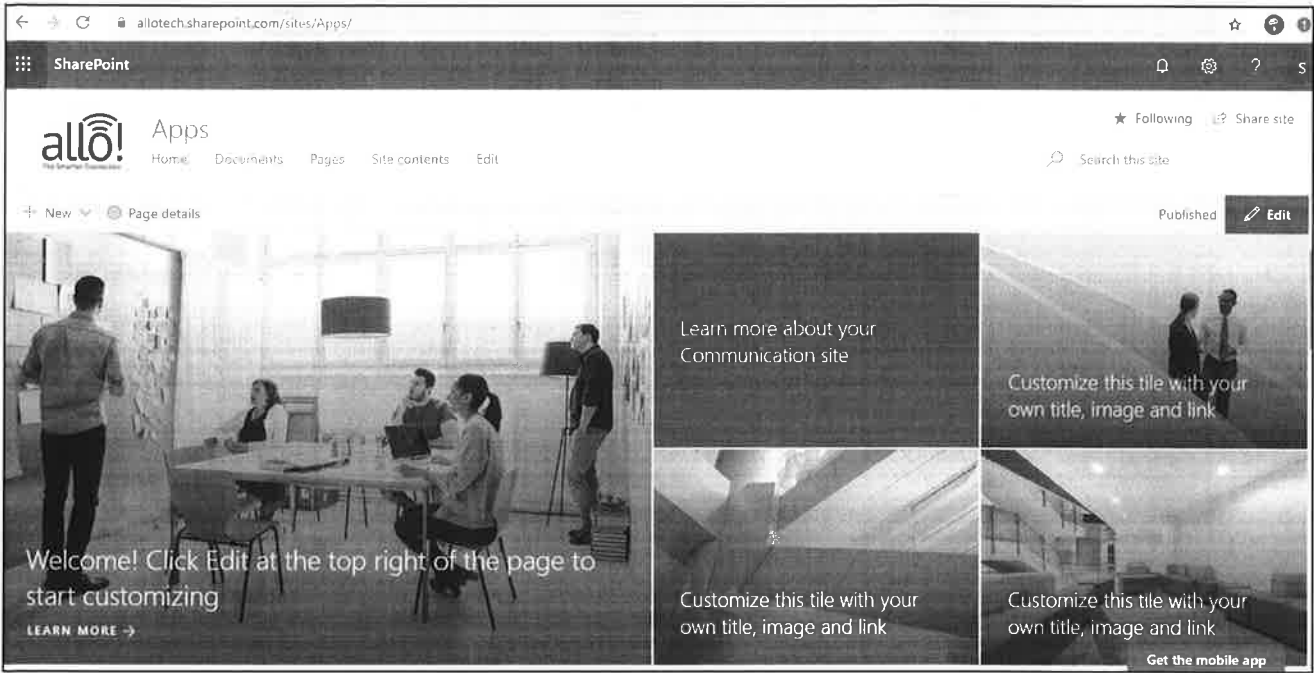 allotech.sharepoint.com/sites/Apps/
SharePoint
?
S
allō!
Apps
★ Following
Share site
Home
Documents
Pages
Site contents
Edit
Search this site
+ New
Page details
Published
Edit
Learn more about your
Communication site
Customize this tile with your
own title, image and link
Welcome! Click Edit at the top right of the page to
start customizing
LEARN MORE →
Customize this tile with your
own title, image and link
Customize this tile with your
own title, image and link
Get the mobile app